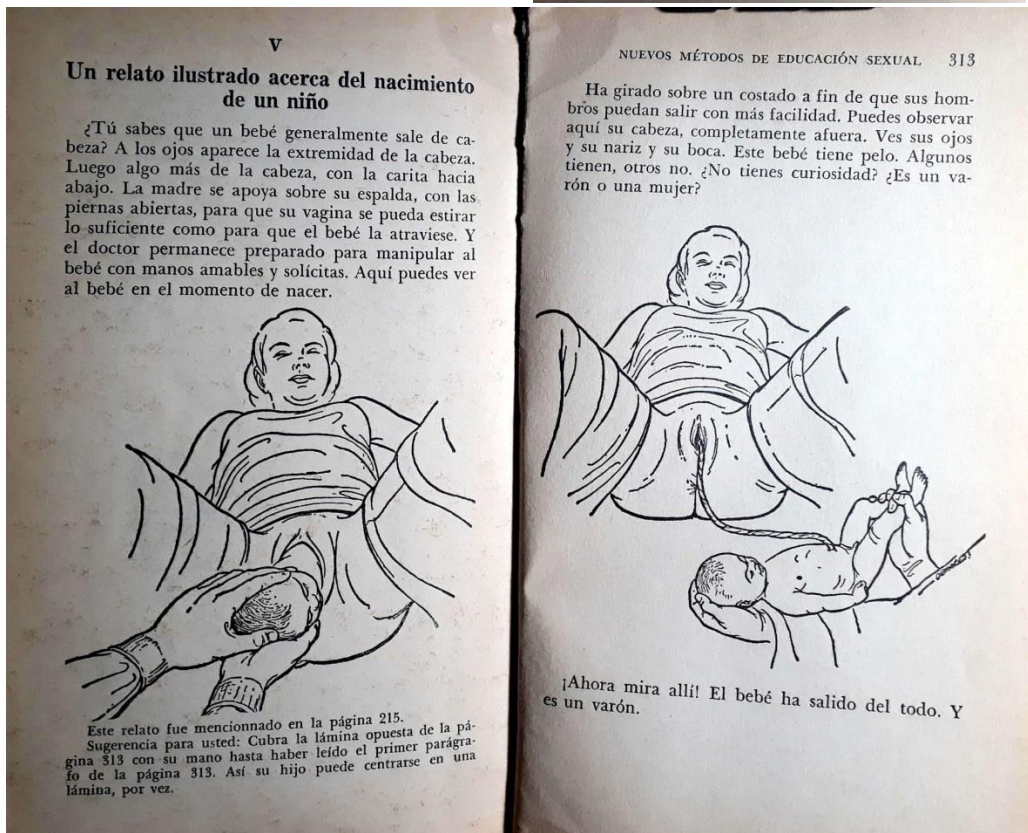 V
Un relato ilustrado acerca del nacimiento
de un niño
¿Tú sabes que un bebé generalmente sale de ca-
beza? A los ojos aparece la extremidad de la cabeza.
Luego algo más de la cabeza, con la carita hacia
abajo. La madre se apoya sobre su espalda, con las
piernas abiertas, para que su vagina se pueda estirar
lo suficiente como para que el bebé la atraviese. Y
el doctor permanece preparado para manipular al
bebé con manos amables y solícitas. Aquí puedes ver
al bebé en el momento de nacer.
Este relato fue mencionnado en la página 215.
Sugerencia para usted: Cubra la lámina opuesta de la pá-
gina 313 con su mano hasta haber leído el primer parágra-
fo de la página 313. Así su hijo puede centrarse en una
lámina, por vez.
NUEVOS MÉTODOS DE EDUCACIÓN SEXUAL 313
Ha girado sobre un costado a fin de que sus hom-
bros puedan salir con más facilidad. Puedes observar
aquí su cabeza, completamente afuera. Ves sus ojos
y su nariz y su boca. Este bebé tiene pelo. Algunos
tienen, otros no. ¿No tienes curiosidad? ¿Es un va-
rón o una mujer?
¡Ahora mira allí! El bebé ha salido del todo. Y
es un varón.